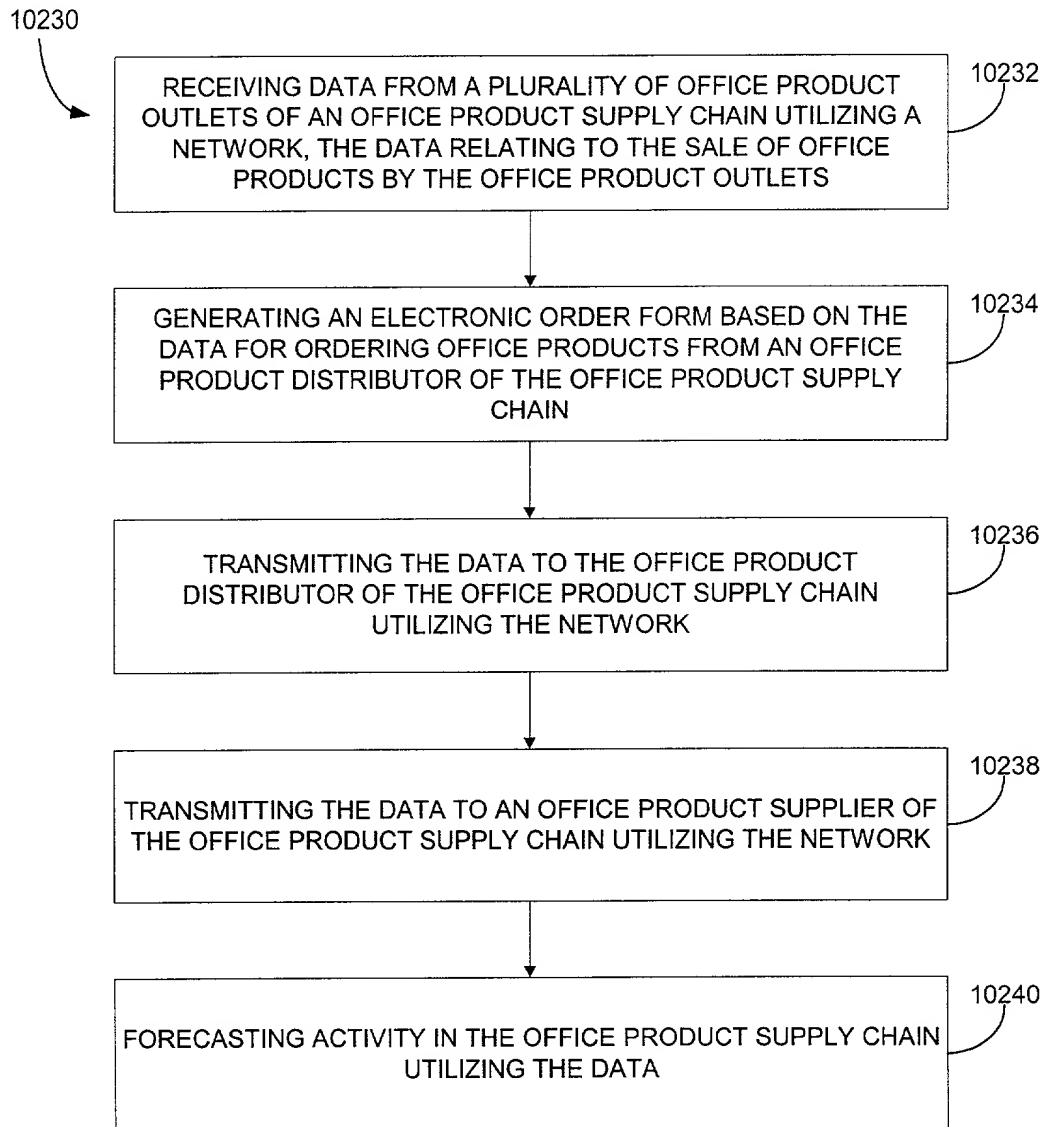 10230
RECEIVING DATA FROM A PLURALITY OF OFFICE PRODUCT
OUTLETS OF AN OFFICE PRODUCT SUPPLY CHAIN UTILIZING A
NETWORK, THE DATA RELATING TO THE SALE OF OFFICE
PRODUCTS BY THE OFFICE PRODUCT OUTLETS
10232
GENERATING AN ELECTRONIC ORDER FORM BASED ON THE
DATA FOR ORDERING OFFICE PRODUCTS FROM AN OFFICE
PRODUCT DISTRIBUTOR OF THE OFFICE PRODUCT SUPPLY
CHAIN
10234
TRANSMITTING THE DATA TO THE OFFICE PRODUCT
DISTRIBUTOR OF THE OFFICE PRODUCT SUPPLY CHAIN
UTILIZING THE NETWORK
10236
TRANSMITTING THE DATA TO AN OFFICE PRODUCT SUPPLIER OF
THE OFFICE PRODUCT SUPPLY CHAIN UTILIZING THE NETWORK
10238
FORECASTING ACTIVITY IN THE OFFICE PRODUCT SUPPLY CHAIN
UTILIZING THE DATA
10240